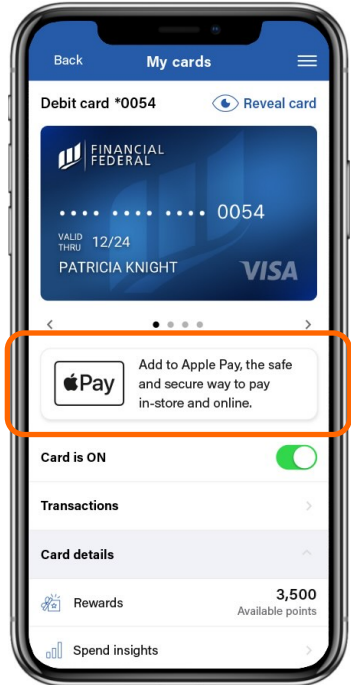 Back My cards
Debit card *0054 Reveal card
FINANCIAL
FEDERAL
•••• •••• •••• 0054
VALID
THRU 12/24
PATRICIA KNIGHT VISA
Pay
Add to Apple Pay, the safe
and secure way to pay
in-store and online.
Card is ON
Transactions
Card details
Rewards 3,500
Available points
Spend insights